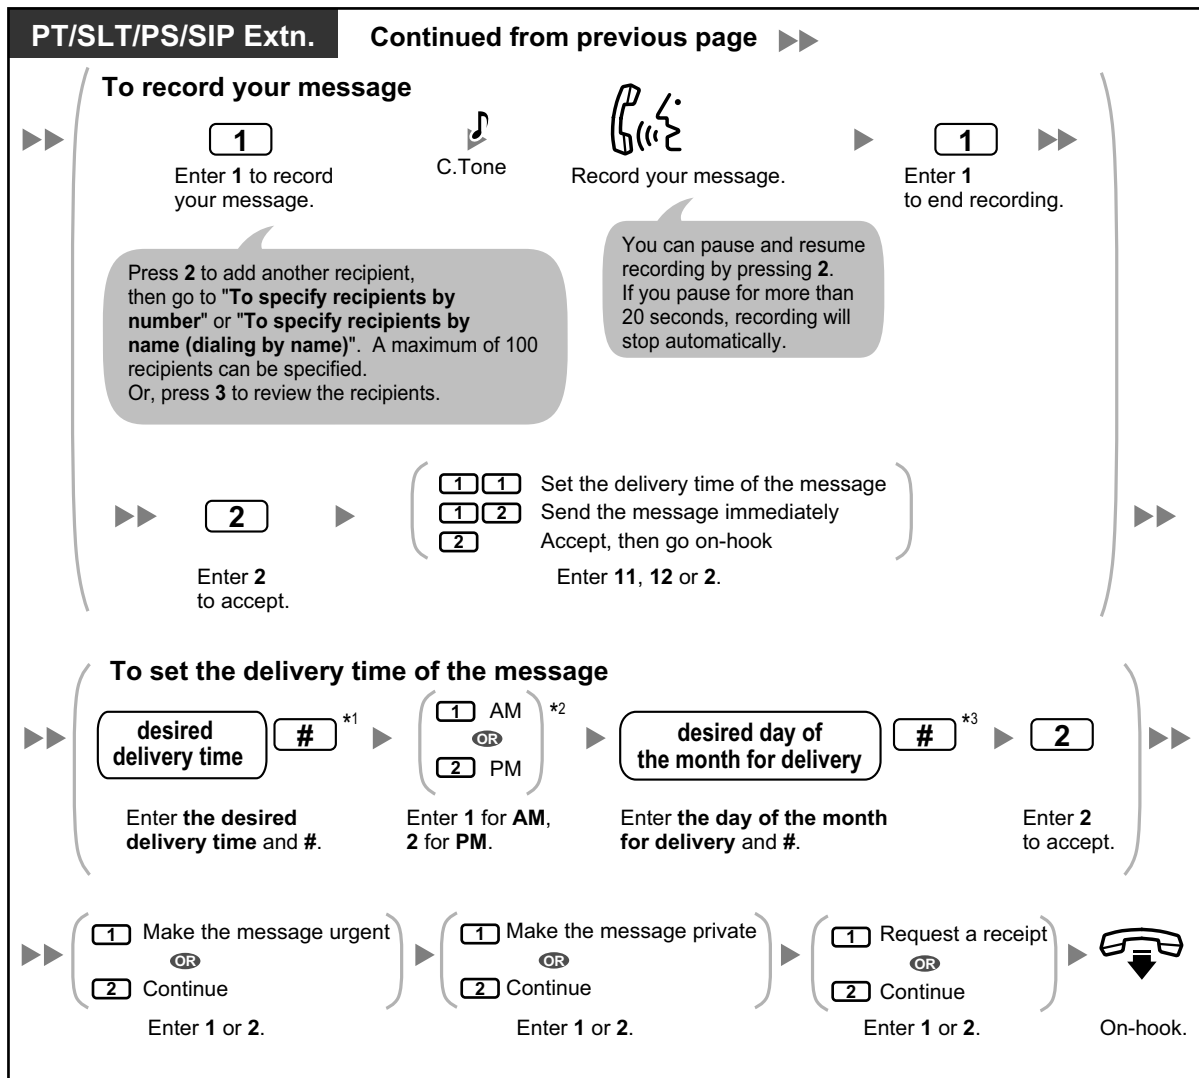 PT/SLT/PS/SIP Extn.
Continued from previous page
To record your message
1
Enter 1 to record
your message.
C.Tone
Record your message.
1
Enter 1
to end recording.
Press 2 to add another recipient,
then go to "To specify recipients by
number" or "To specify recipients by
name (dialing by name)". A maximum of 100
recipients can be specified.
Or, press 3 to review the recipients.
You can pause and resume
recording by pressing 2.
If you pause for more than
20 seconds, recording will
stop automatically.
2
Enter 2
to accept.
1 1 Set the delivery time of the message
1 2 Send the message immediately
2 Accept, then go on-hook
Enter 11, 12 or 2.
To set the delivery time of the message
desired
delivery time
# *1
Enter the desired
delivery time and #.
1 AM *2
OR
2 PM
Enter 1 for AM,
2 for PM.
desired day of
the month for delivery
# *3
Enter the day of the month
for delivery and #.
2
Enter 2
to accept.
1 Make the message urgent
OR
2 Continue
Enter 1 or 2.
1 Make the message private
OR
2 Continue
Enter 1 or 2.
1 Request a receipt
OR
2 Continue
Enter 1 or 2.
On-hook.